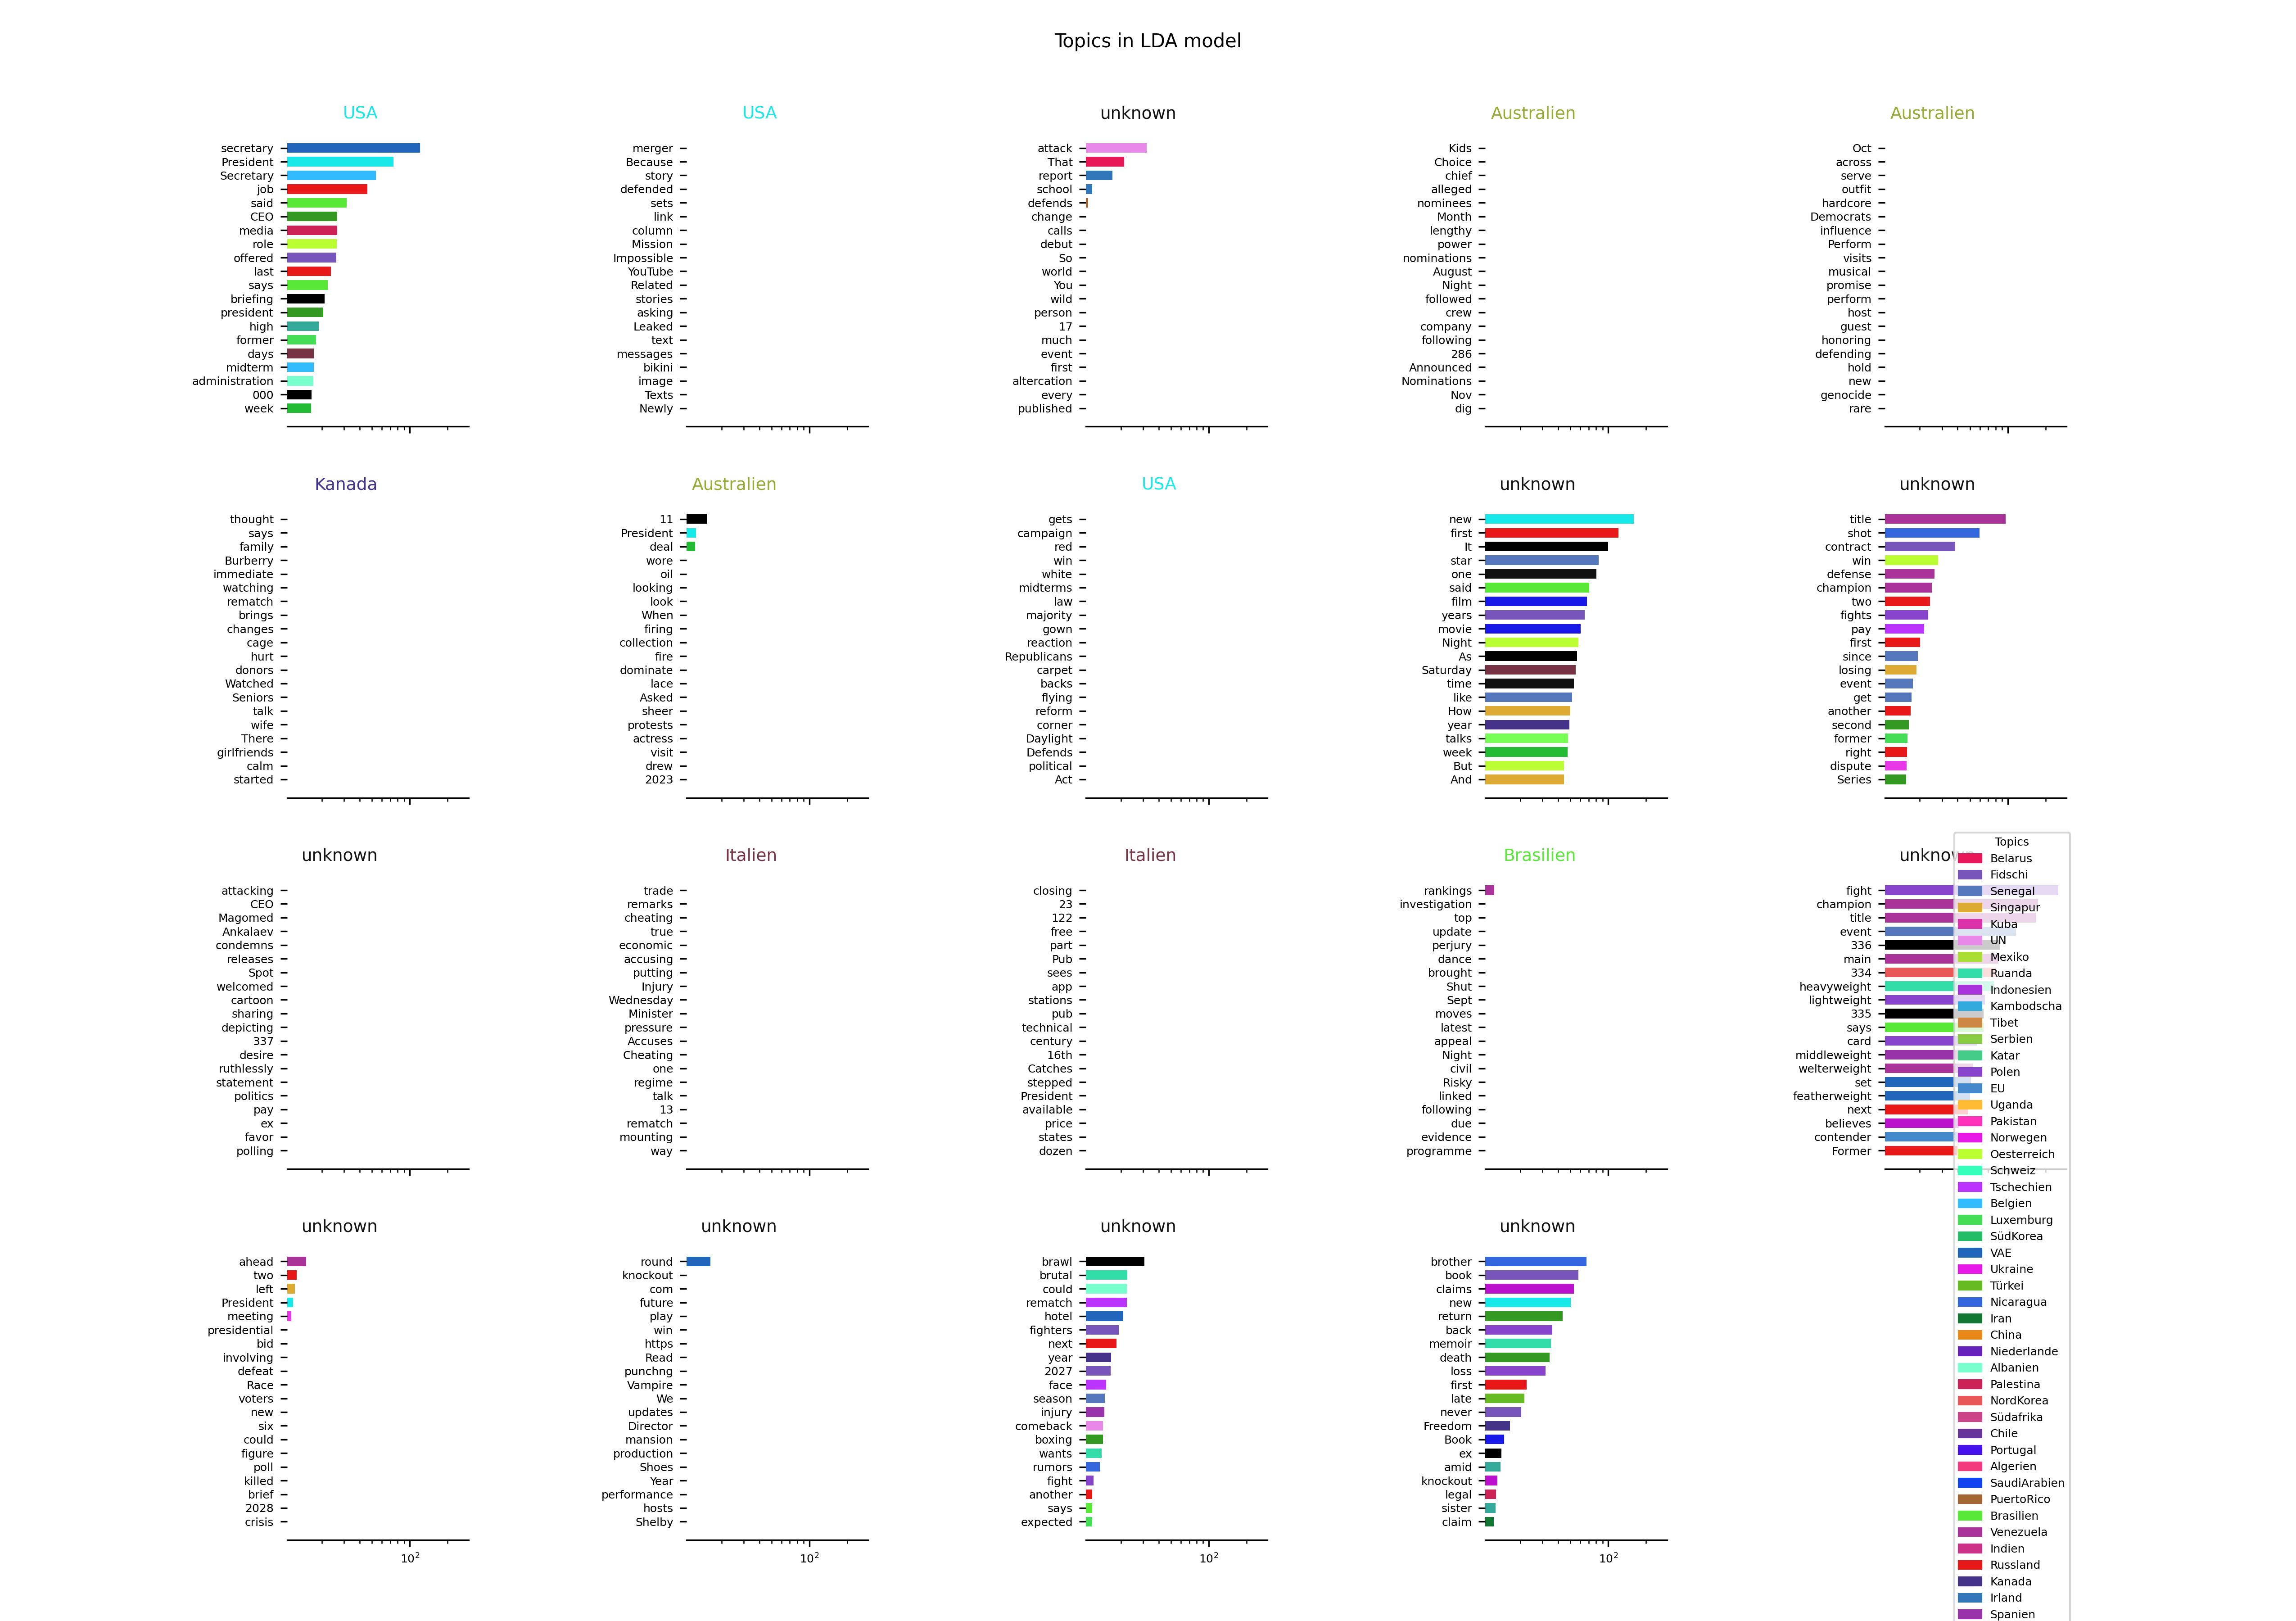 Topics in LDA model
USA
secretary
President
Secretary
job
said
CEO
media
role
offered
last
says
briefing
president
high
former
days
midterm
administration
000
week
USA
merger
Because
story
defended
sets
link
column
Mission
Impossible
YouTube
Related
stories
asking
Leaked
text
messages
bikini
image
Texts
Newly
unknown
attack
That
report
school
defends
change
calls
debut
So
world
You
wild
person
17
much
event
first
altercation
every
published
Australien
Kids
Choice
chief
alleged
nominees
Month
lengthy
power
nominations
August
Night
followed
crew
company
following
286
Announced
Nominations
Nov
dig
Australien
Oct
across
serve
outfit
hardcore
Democrats
influence
Perform
visits
musical
promise
perform
host
guest
honoring
defending
hold
new
genocide
rare
Kanada
thought
says
family
Burberry
immediate
watching
rematch
brings
changes
cage
hurt
donors
Watched
Seniors
talk
wife
There
girlfriends
calm
started
Australien
11
President
deal
wore
oil
looking
look
When
firing
collection
fire
dominate
lace
Asked
sheer
protests
actress
visit
drew
2023
USA
gets
campaign
red
win
white
midterms
law
majority
gown
reaction
Republicans
carpet
backs
flying
reform
corner
Daylight
Defends
political
Act
unknown
new
first
It
star
one
said
film
years
movie
Night
As
Saturday
time
like
How
year
talks
week
But
And
unknown
title
shot
contract
win
defense
champion
two
fights
pay
first
since
losing
event
get
another
second
former
right
dispute
Series
unknown
attacking
CEO
Magomed
Ankalaev
condemns
releases
Spot
welcomed
cartoon
sharing
depicting
337
desire
ruthlessly
statement
politics
pay
ex
favor
polling
Italien
trade
remarks
cheating
true
economic
accusing
putting
Injury
Wednesday
Minister
pressure
Accuses
Cheating
one
regime
talk
13
rematch
mounting
way
Italien
closing
23
122
free
part
Pub
sees
app
stations
pub
technical
century
16th
Catches
stepped
President
available
price
states
dozen
Brasilien
rankings
investigation
top
update
perjury
dance
brought
Shut
Sept
moves
latest
appeal
Night
civil
Risky
linked
following
due
evidence
programme
unknown
fight
champion
title
event
336
main
334
heavyweight
lightweight
335
says
card
middleweight
welterweight
set
featherweight
next
believes
contender
Former
unknown
ahead
two
left
President
meeting
presidential
bid
involving
defeat
Race
voters
new
six
could
figure
poll
killed
brief
2028
crisis
10²
unknown
round
knockout
com
future
play
win
https
Read
punchng
Vampire
We
updates
Director
mansion
production
Shoes
Year
performance
hosts
Shelby
10²
unknown
brawl
brutal
could
rematch
hotel
fighters
next
year
2027
face
season
injury
comeback
boxing
wants
rumors
fight
another
says
expected
10²
unknown
brother
book
claims
new
return
back
memoir
death
loss
first
late
never
Freedom
Book
ex
amid
knockout
legal
sister
claim
10²
Topics
Belarus
Fidschi
Senegal
Singapur
Kuba
UN
Mexiko
Ruanda
Indonesien
Kambodscha
Tibet
Serbien
Katar
Polen
EU
Uganda
Pakistan
Norwegen
Oesterreich
Schweiz
Tschechien
Belgien
Luxemburg
SüdKorea
VAE
Ukraine
Türkei
Nicaragua
Iran
China
Niederlande
Albanien
Palestina
NordKorea
Südafrika
Chile
Portugal
Algerien
SaudiArabien
PuertoRico
Brasilien
Venezuela
Indien
Russland
Kanada
Irland
Spanien